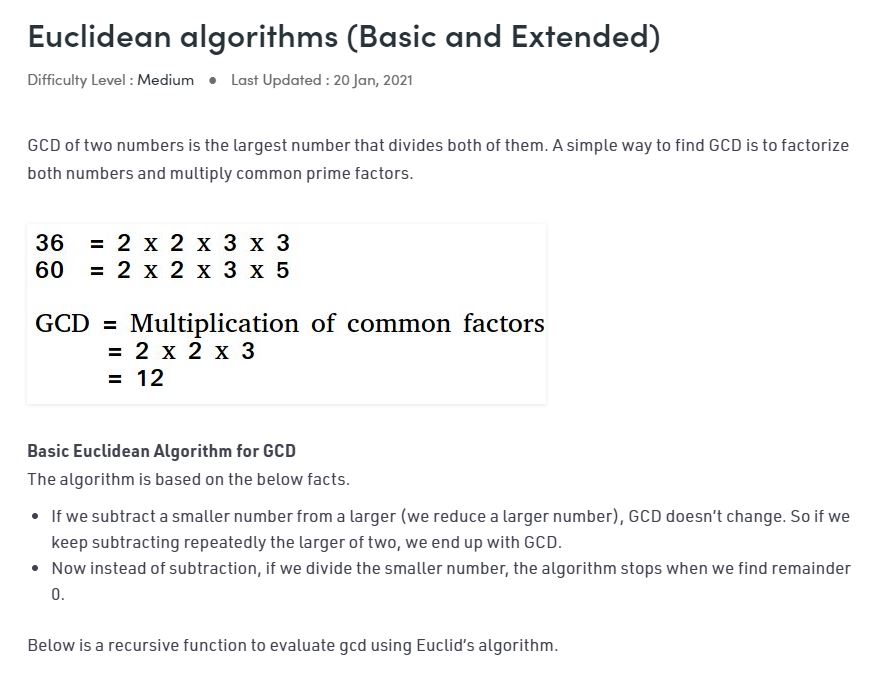 Euclidean algorithms (Basic and Extended)
Difficulty Level : Medium ● Last Updated : 20 Jan, 2021
GCD of two numbers is the largest number that divides both of them. A simple way to find GCD is to factorize
both numbers and multiply common prime factors.
36 = 2 x 2 x 3 x 3
60 = 2 x 2 x 3 x 5
GCD = Multiplication of common factors
= 2 x 2 x 3
= 12
Basic Euclidean Algorithm for GCD
The algorithm is based on the below facts.
• If we subtract a smaller number from a larger (we reduce a larger number), GCD doesn't change. So if we
keep subtracting repeatedly the larger of two, we end up with GCD.
• Now instead of subtraction, if we divide the smaller number, the algorithm stops when we find remainder
0.
Below is a recursive function to evaluate gcd using Euclid's algorithm.